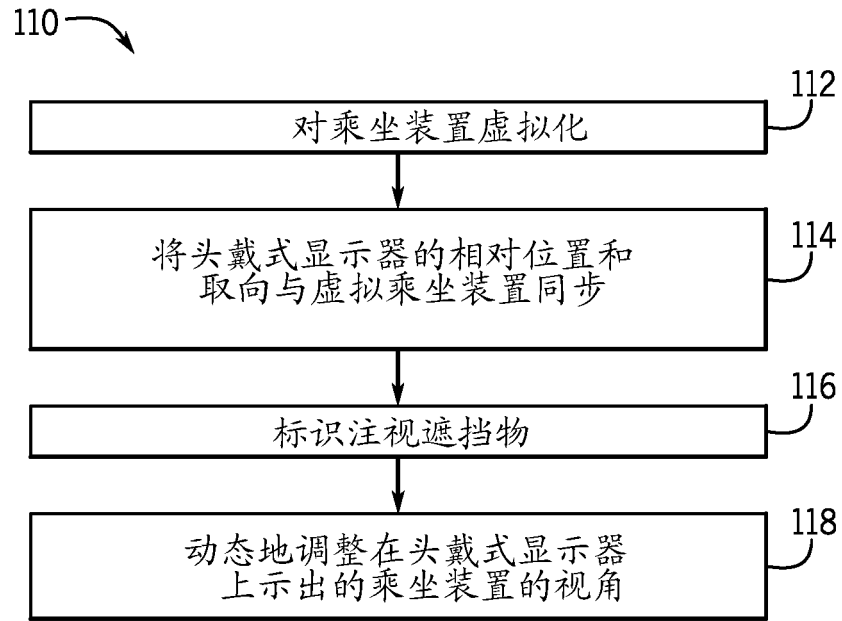 110
112
对乘坐装置虚拟化
114
将头戴式显示器的相对位置和
取向与虚拟乘坐装置同步
116
标识注视遮挡物
118
动态地调整在头戴式显示器
上示出的乘坐装置的视角